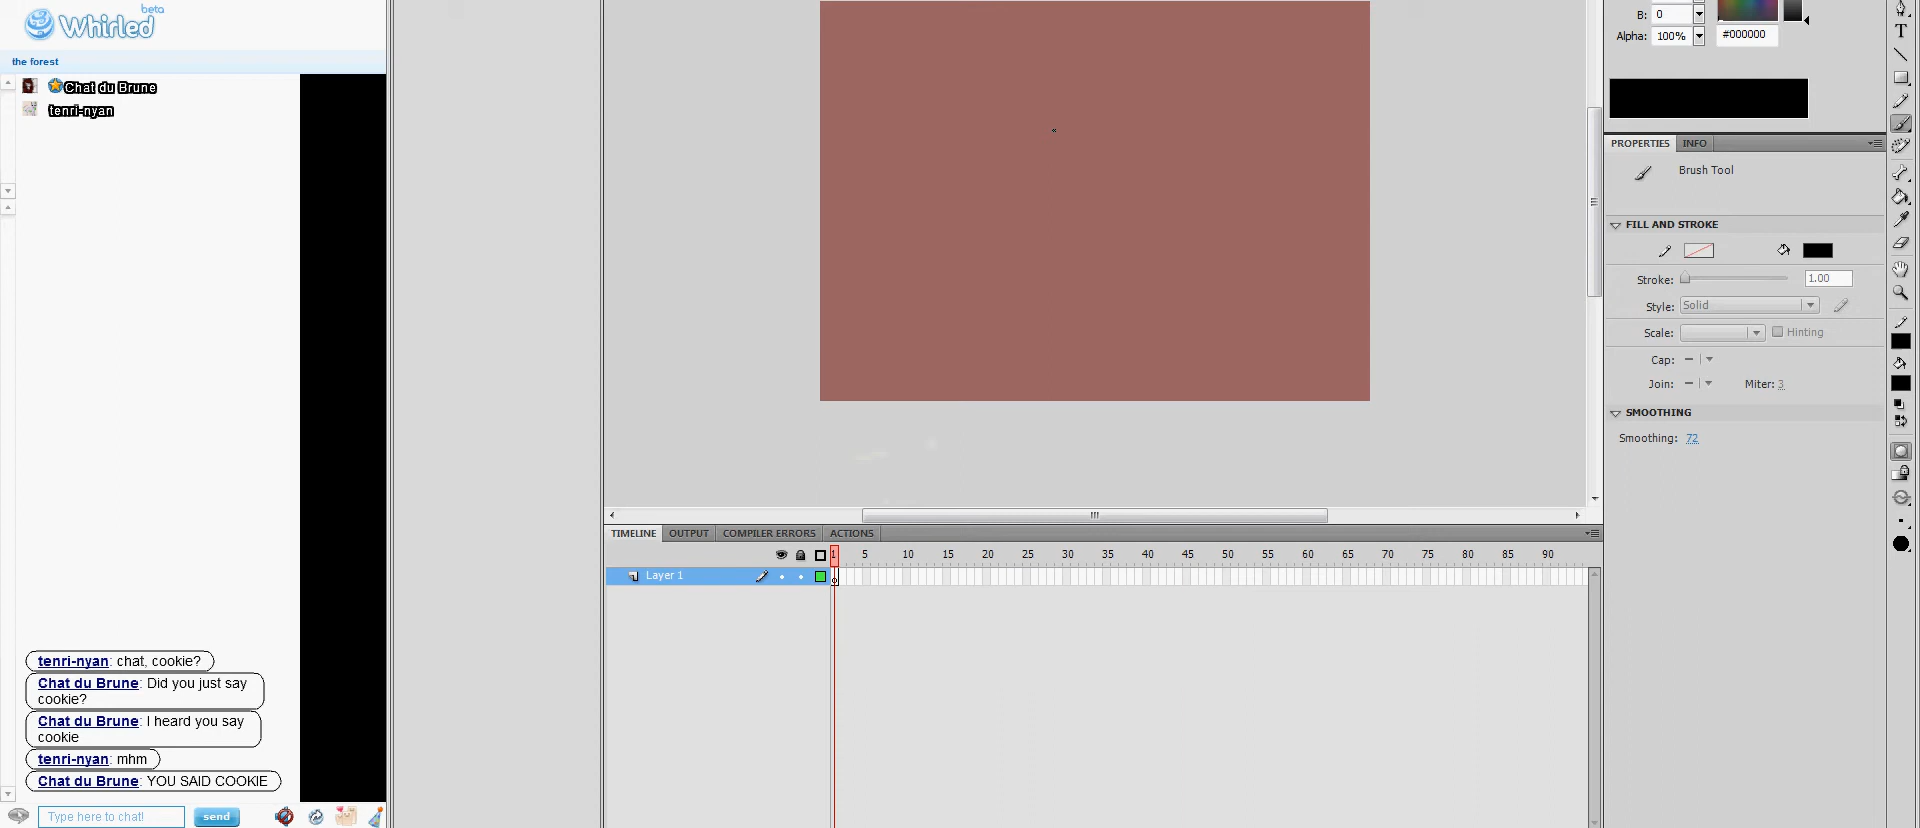 beta
Whirled
the forest
Chat du Brune
tenri-nyan
tenri-nyan: chat, cookie?
Chat du Brune: Did you just say
cookie?
Chat du Brune: I heard you say
cookie
tenri-nyan: mhm
Chat du Brune: YOU SAID COOKIE
Type here to chat!
send
TIMELINE
OUTPUT
COMPILER ERRORS
ACTIONS
1 5 10 15 20 25 30 35 40 45 50 55 60 65 70 75 80 85 90
Layer 1
B: 0
Alpha: 100% #000000
PROPERTIES
INFO
Brush Tool
FILL AND STROKE
Stroke: 1.00
Style: Solid
Scale: Hinting
Cap:
Join: Miter: 3
SMOOTHING
Smoothing: 72
T